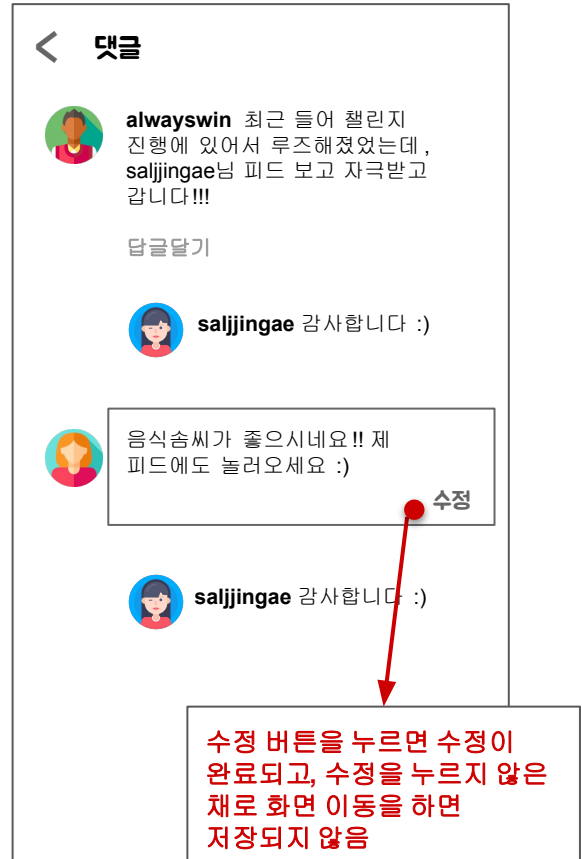 댓글
alwayswin 최근 들어 챌린지
진행에 있어서 루즈해졌었는데,
saljjingae님 피드 보고 자극받고
갑니다!!!
답글달기
saljjingae 감사합니다 :)
음식솜씨가 좋으시네요!! 제
피드에도 놀러오세요 :)
수정
saljjingae 감사합니다 :)
수정 버튼을 누르면 수정이
완료되고, 수정을 누르지 않은
채로 화면 이동을 하면
저장되지 않음